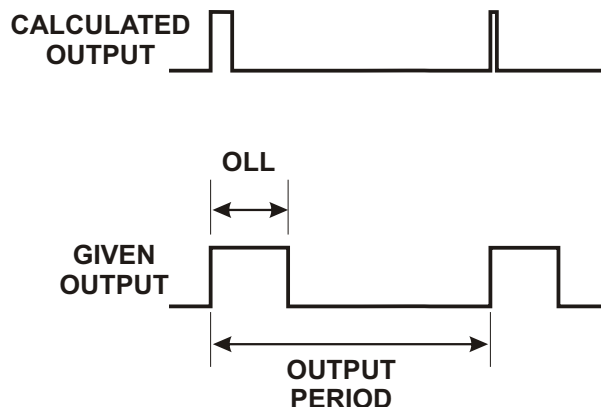 CALCULATED
OUTPUT
OLL
GIVEN
OUTPUT
OUTPUT
PERIOD